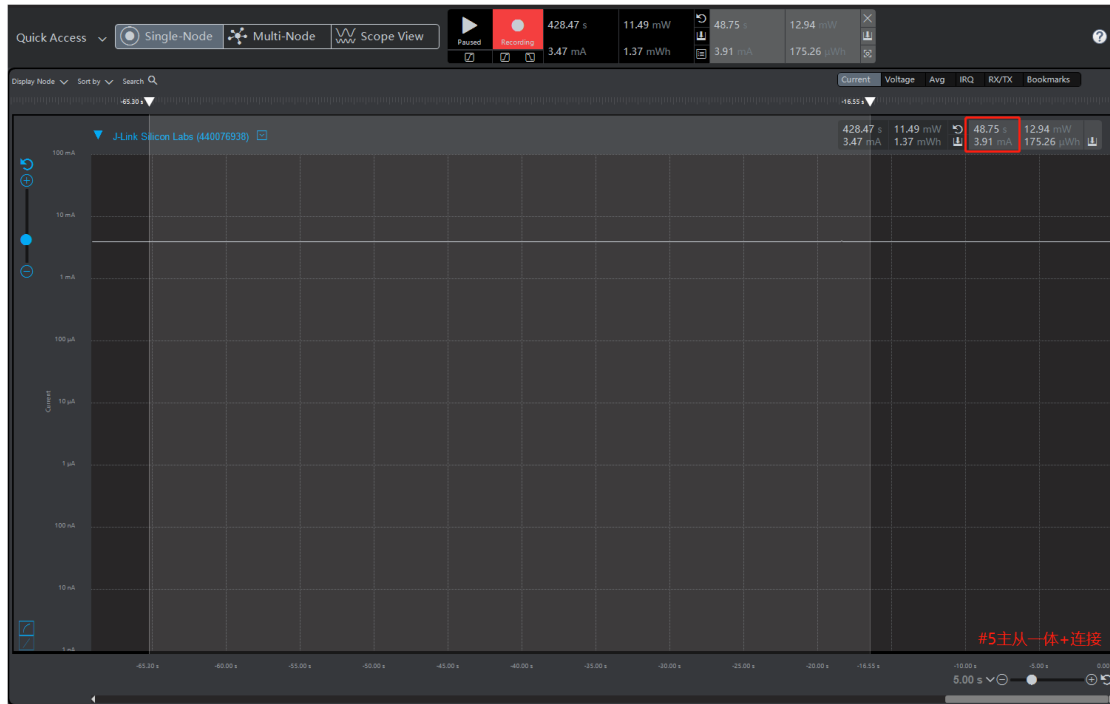 Quick Access
Single-Node
Multi-Node
Scope View
Paused
Recording
428.47 s
11.49 mW
3.47 mA
1.37 mWh
48.75 s
12.94 mW
3.91 mA
175.26 µWh
Display Node
Sort by
Search
Current
Voltage
Avg
IRQ
RX/TX
Bookmarks
-65.30 s
-16.55 s
J-Link Silicon Labs (440076938)
428.47 s 11.49 mW 48.75 s 12.94 mW
3.47 mA 1.37 mWh 3.91 mA 175.26 µWh
100 mA
10 mA
1 mA
100 µA
10 µA
Current
1 µA
100 nA
10 nA
1 nA
#5主从一体+连接
-65.30 s -60.00 s -55.00 s -50.00 s -45.00 s -40.00 s -35.00 s -30.00 s -25.00 s -20.00 s -16.55 s -10.00 s -5.00 s 0.00
5.00 s